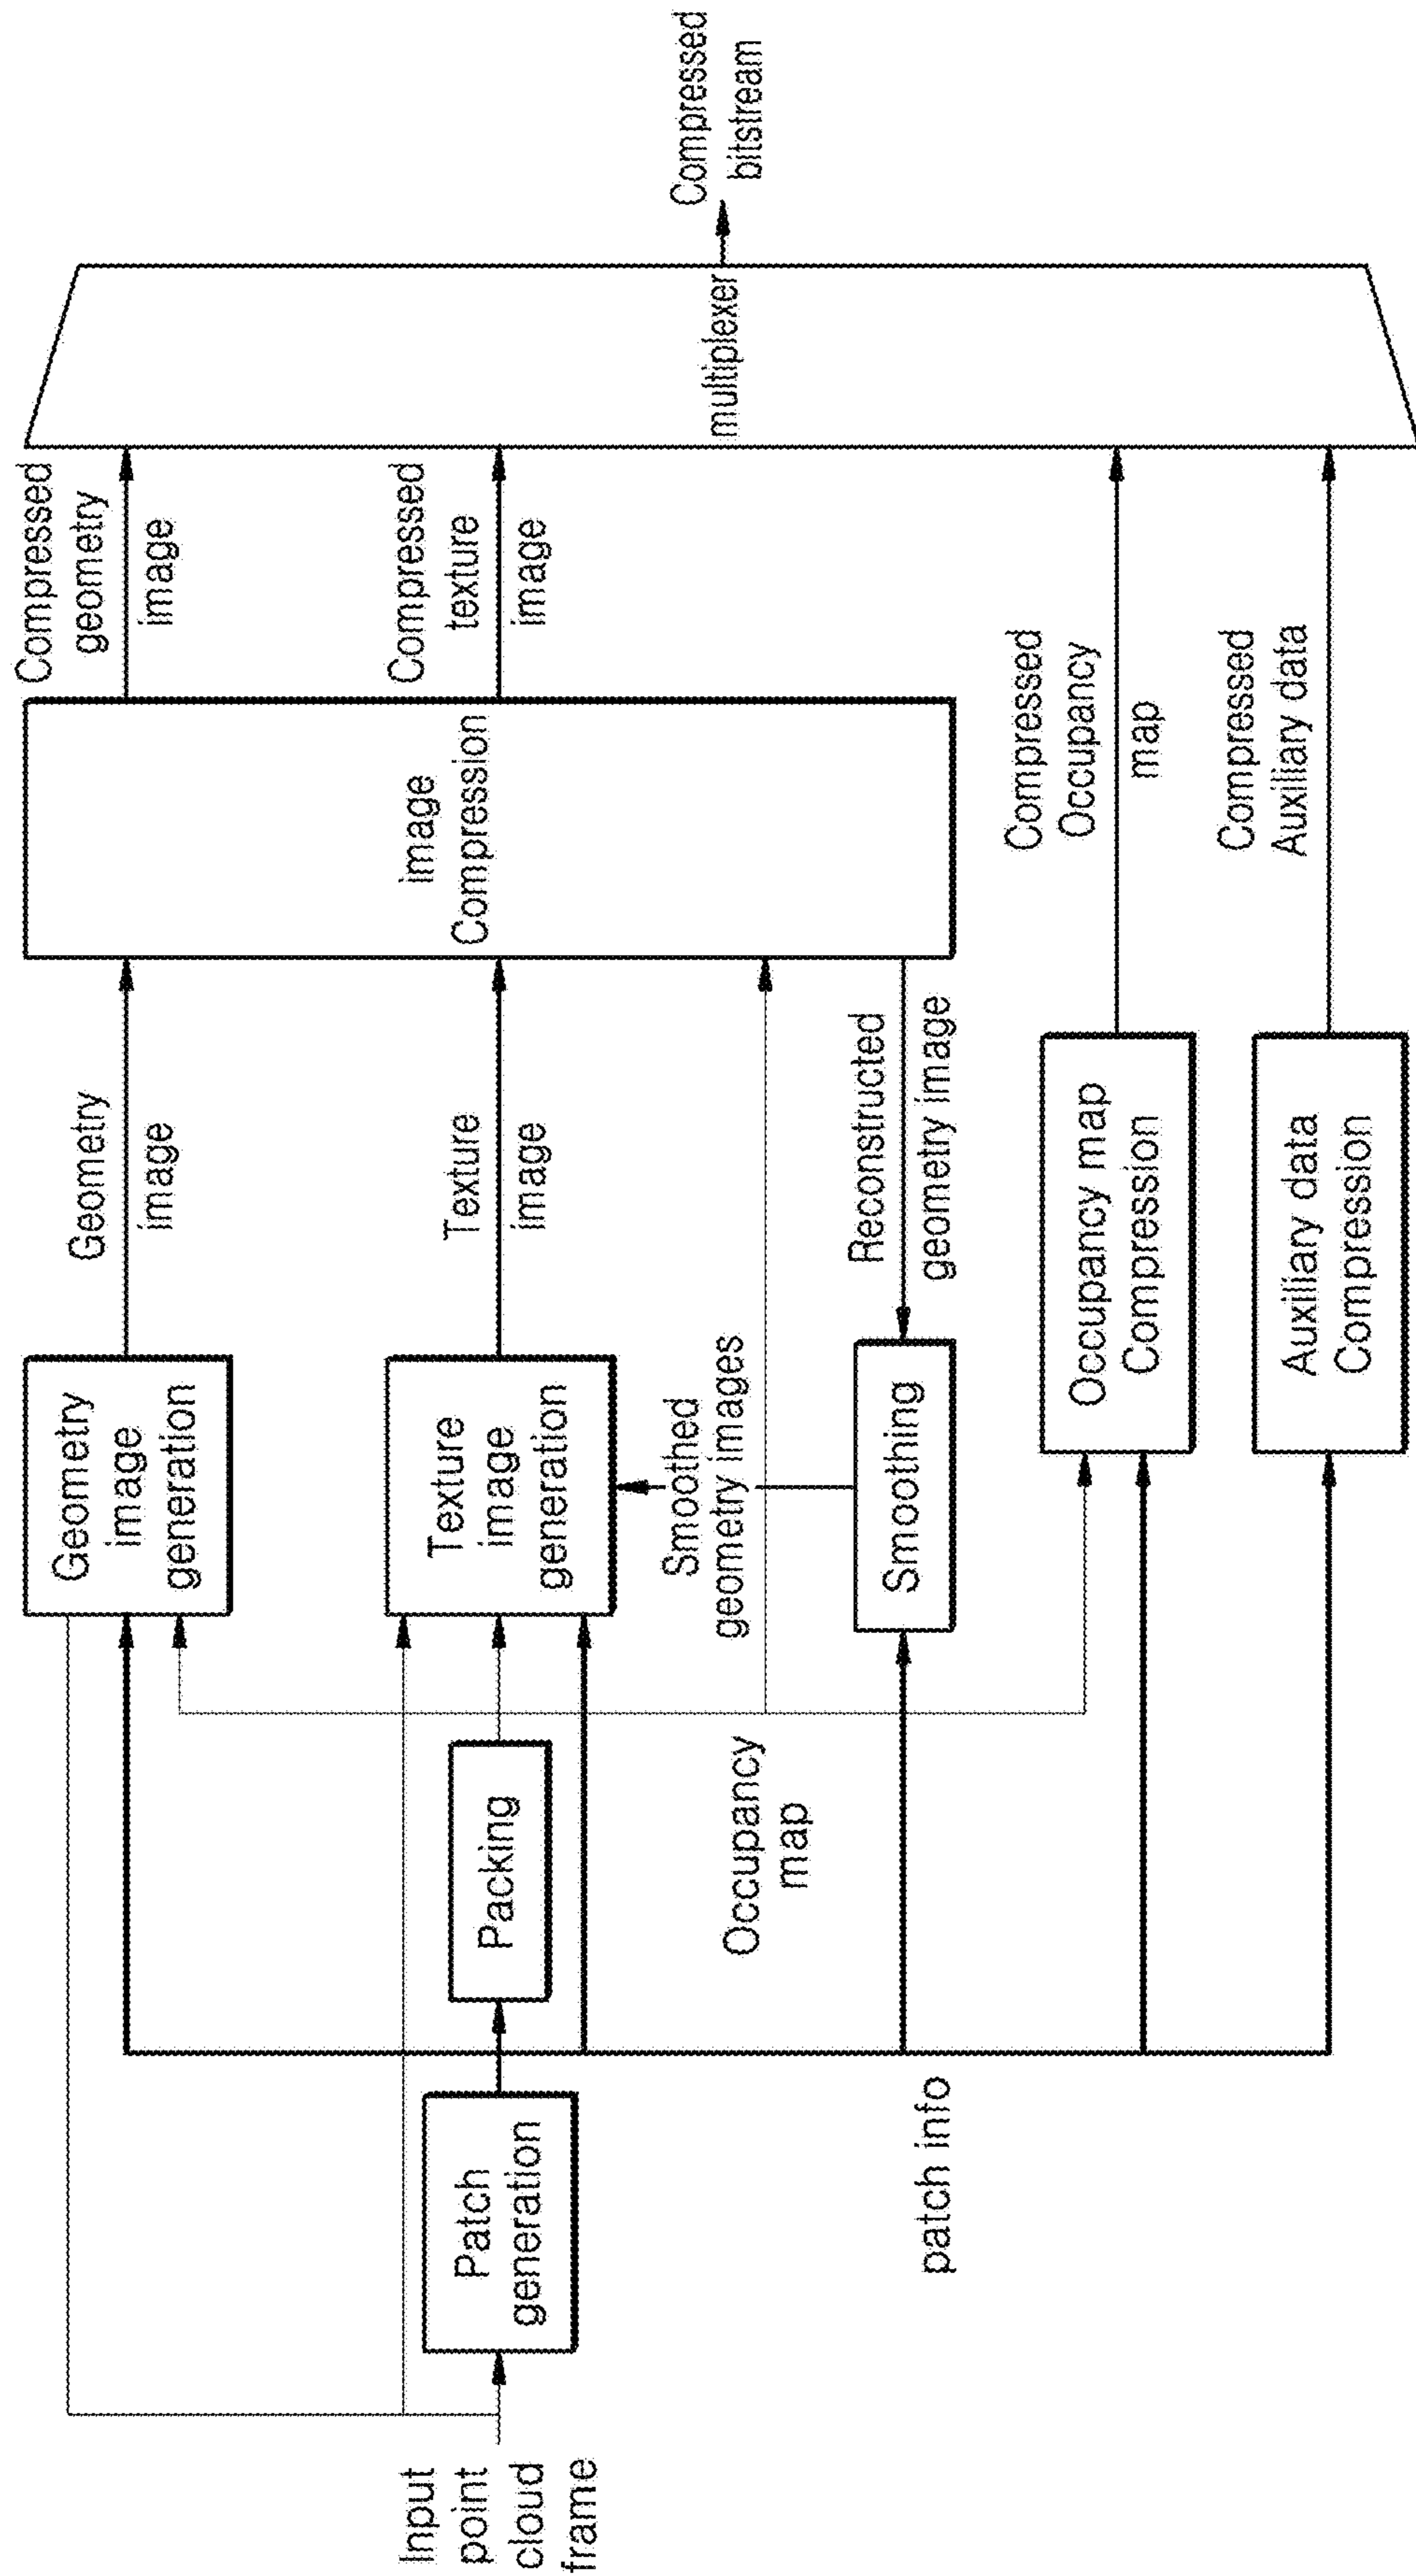 Input
point
cloud
frame
Patch
generation
patch info
Packing
Occupancy
map
Geometry
image
generation
Texture
image
generation
Smoothed
geometry images
Smoothing
Geometry
image
Texture
image
Reconstructed
geometry image
Occupancy map
Compression
Auxiliary data
Compression
image
Compression
Compressed
geometry
image
Compressed
texture
image
Compressed
Occupancy
map
Compressed
Auxiliary data
multiplexer
Compressed
bitstream